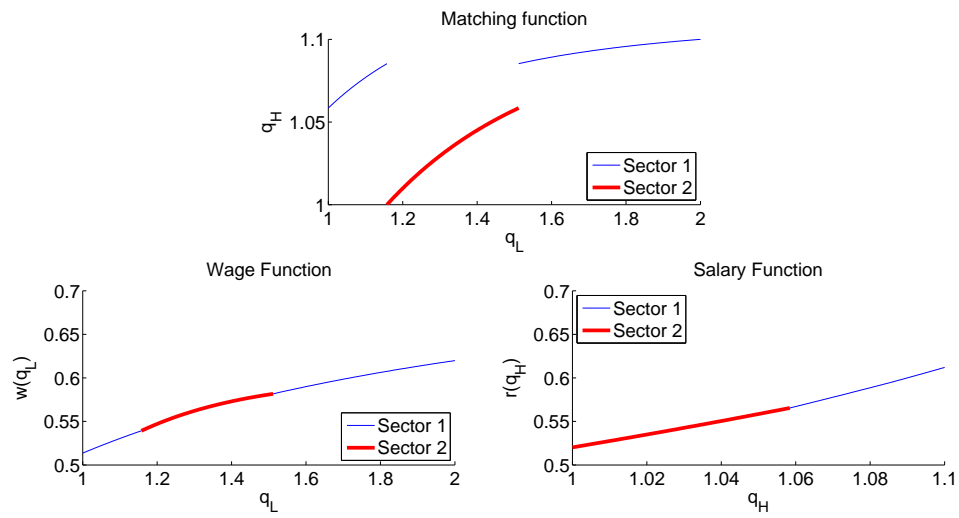 Matching function
1.1
1.05
1
q_H
1 1.2 1.4 1.6 1.8 2
q_L
Sector 1
Sector 2
Wage Function
0.7
0.65
0.6
0.55
0.5
w(q_L)
1 1.2 1.4 1.6 1.8 2
q_L
Sector 1
Sector 2
Salary Function
0.7
0.65
0.6
0.55
0.5
r(q_H)
1 1.02 1.04 1.06 1.08 1.1
q_H
Sector 1
Sector 2